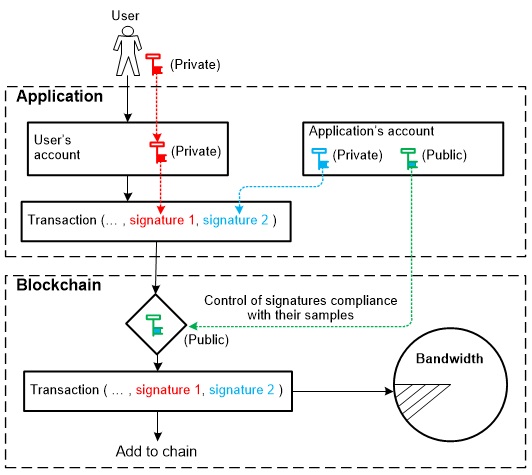 User
(Private)
Application
User's
account
(Private)
Application's account
(Private)
(Public)
Transaction (... , signature 1, signature 2 )
Blockchain
Control of signatures compliance
with their samples
(Public)
Bandwidth
Transaction ( ... , signature 1, signature 2 )
Add to chain